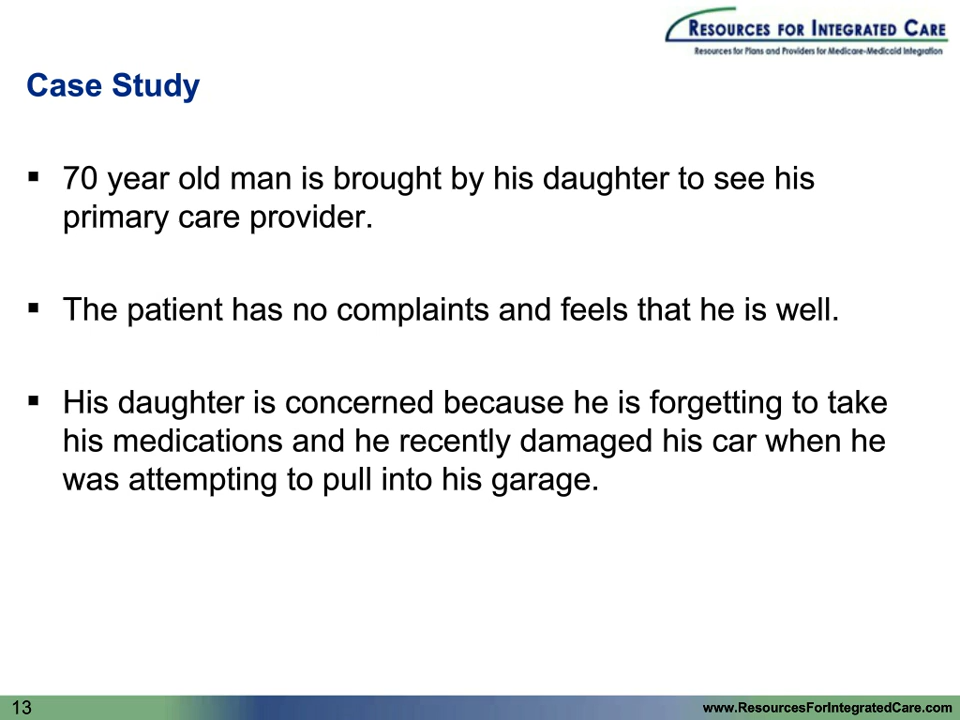 RESOURCES FOR INTEGRATED CARE
Resources for Plans and Providers for Medicare-Medicaid Integration
Case Study
▪ 70 year old man is brought by his daughter to see his
primary care provider.
▪ The patient has no complaints and feels that he is well.
▪ His daughter is concerned because he is forgetting to take
his medications and he recently damaged his car when he
was attempting to pull into his garage.
13
www.ResourcesForIntegratedCare.com